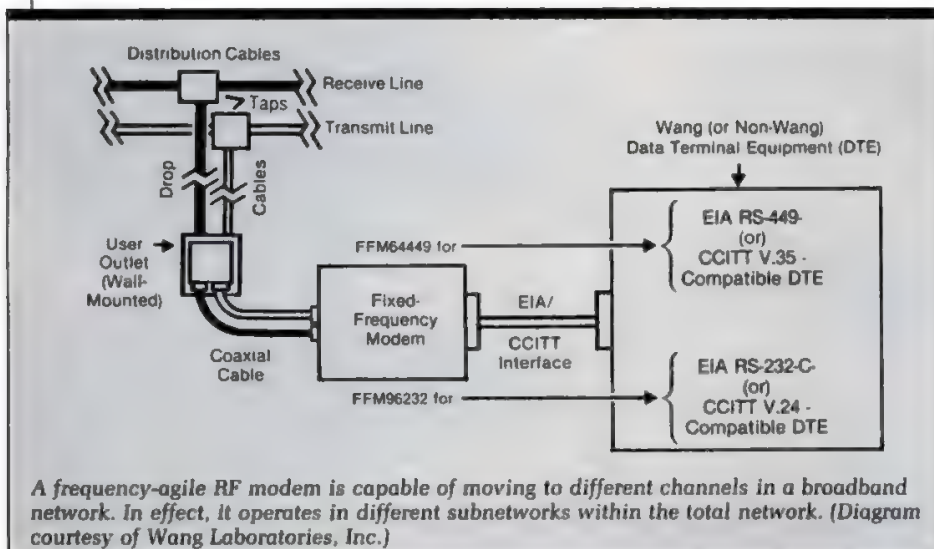 Distribution Cables
Receive Line
Taps
Transmit Line
Drop
Cables
User
Outlet
(Wall-
Mounted)
Coaxial
Cable
Fixed-
Frequency
Modem
EIA/
CCITT
Interface
Wang (or Non-Wang)
Data Terminal Equipment (DTE)
FFM64449 for
EIA RS-449-
(or)
CCITT V.35 -
Compatible DTE
FFM96232 for
EIA RS-232-C-
(or)
CCITT V.24 -
Compatible DTE
A frequency-agile RF modem is capable of moving to different channels in a broadband
network. In effect, it operates in different subnetworks within the total network. (Diagram
courtesy of Wang Laboratories, Inc.)